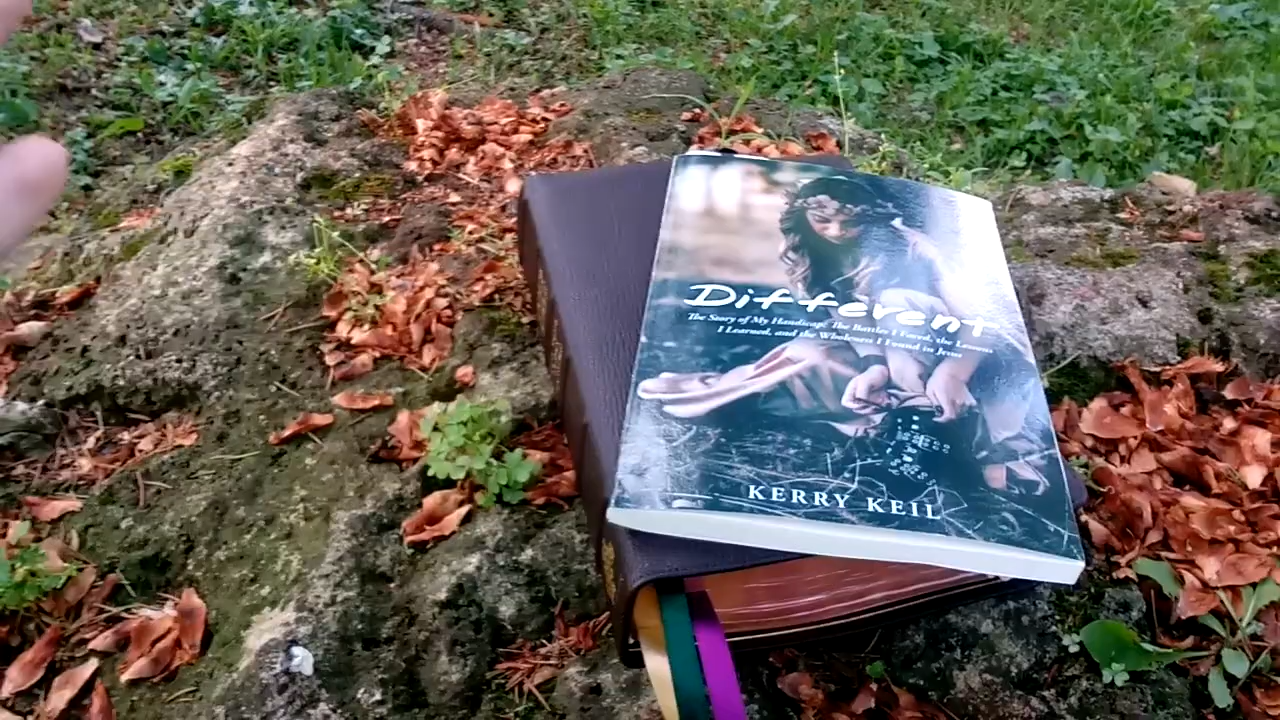 Different
The Story of My Handicap: The Battles I Faced, the Lessons
I Learned, and the Wholeness I Found in Jesus
KERRY KEIL